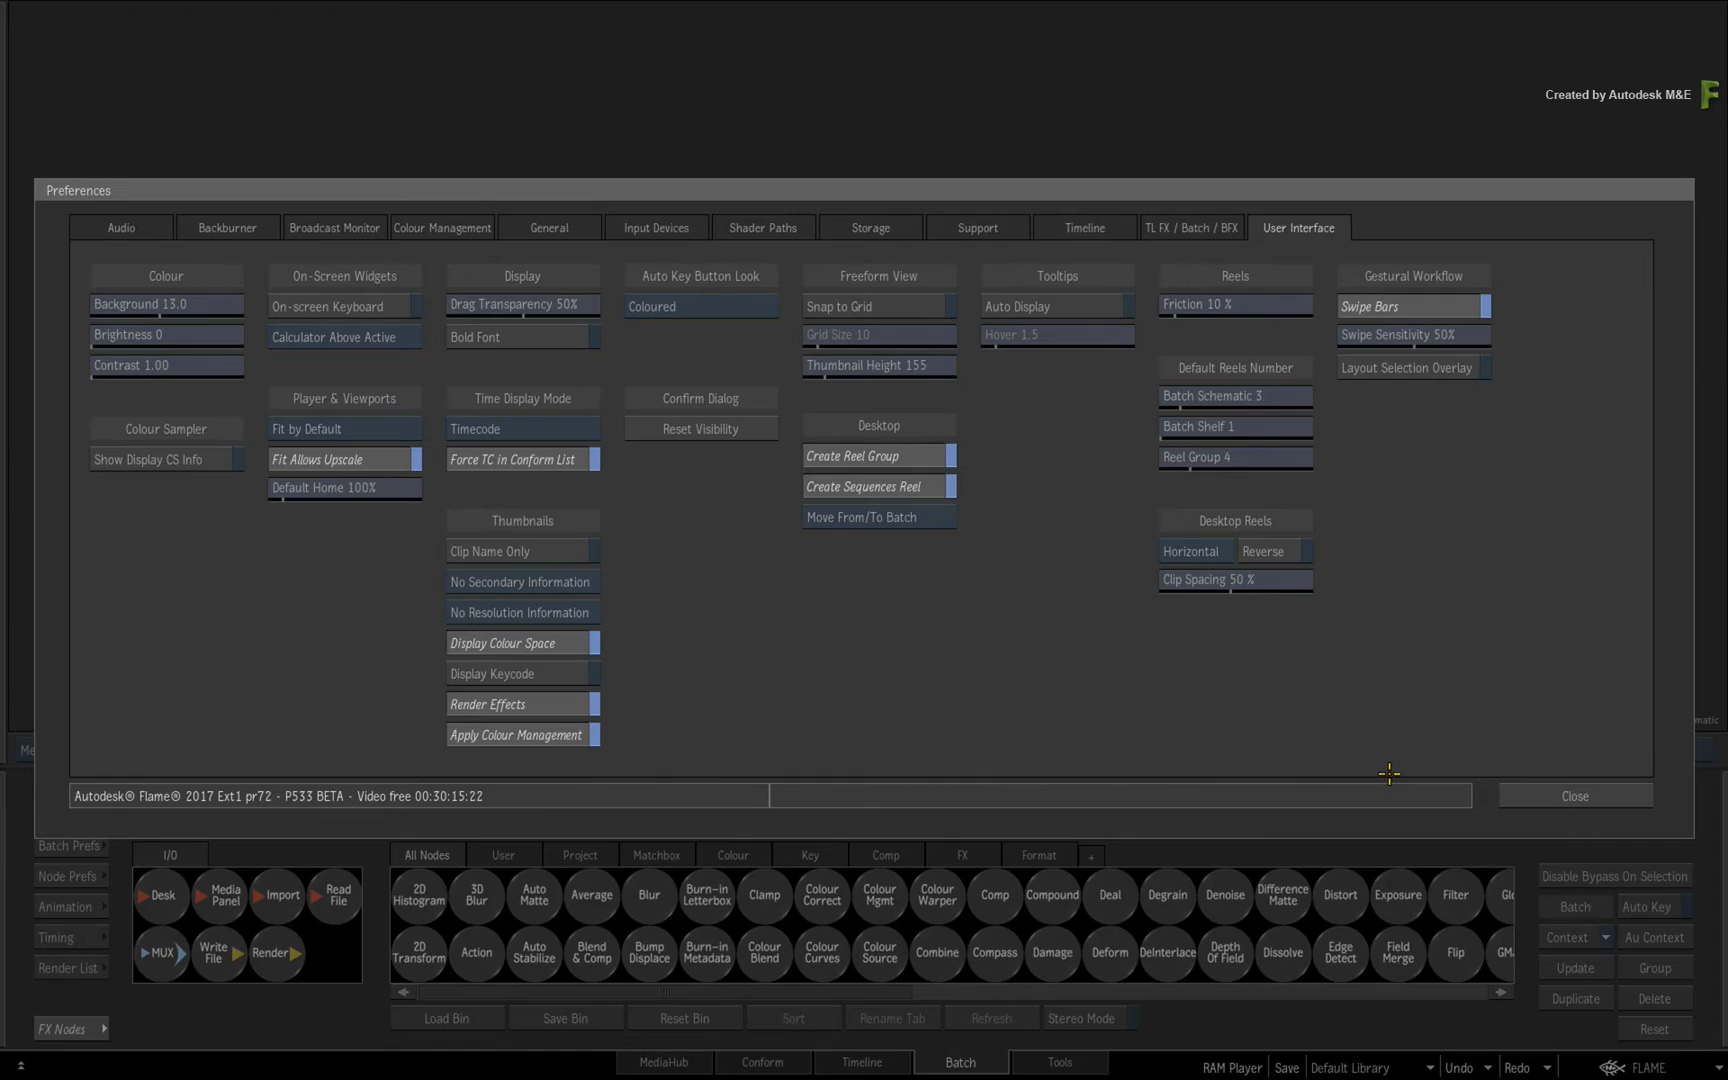 Created by Autodesk M&E
Preferences
Audio
Backburner
Broadcast Monitor
Colour Management
General
Input Devices
Shader Paths
Storage
Support
Timeline
TL FX / Batch / BFX
User Interface
Colour
Background 13.0
Brightness 0
Contrast 1.00
Colour Sampler
Show Display CS Info
On-Screen Widgets
On-screen Keyboard
Calculator Above Active
Player & Viewports
Fit by Default
Fit Allows Upscale
Default Home 100%
Display
Drag Transparency 50%
Bold Font
Time Display Mode
Timecode
Force TC in Conform List
Thumbnails
Clip Name Only
No Secondary Information
No Resolution Information
Display Colour Space
Display Keycode
Render Effects
Apply Colour Management
Auto Key Button Look
Coloured
Confirm Dialog
Reset Visibility
Freeform View
Snap to Grid
Grid Size 10
Thumbnail Height 155
Desktop
Create Reel Group
Create Sequences Reel
Move From/To Batch
Tooltips
Auto Display
Hover 1.5
Reels
Friction 10 %
Default Reels Number
Batch Schematic 3
Batch Shelf 1
Reel Group 4
Desktop Reels
Horizontal
Reverse
Clip Spacing 50 %
Gestural Workflow
Swipe Bars
Swipe Sensitivity 50%
Layout Selection Overlay
matic
Me
Autodesk® Flame® 2017 Ext1 pr72 - P533 BETA - Video free 00:30:15:22
Close
Batch Prefs
Node Prefs
Animation
Timing
Render List
FX Nodes
I/O
Desk
Media Panel
Import
Read File
MUX
Write File
Render
All Nodes
User
Project
Matchbox
Colour
Key
Comp
FX
Format
+
2D Histogram
3D Blur
Auto Matte
Average
Blur
Burn-in Letterbox
Clamp
Colour Correct
Colour Mgmt
Colour Warper
Comp
Compound
Deal
Degrain
Denoise
Difference Matte
Distort
Exposure
Filter
Gl
2D Transform
Action
Auto Stabilize
Blend & Comp
Bump Displace
Burn-in Metadata
Colour Blend
Colour Curves
Colour Source
Combine
Compass
Damage
Deform
DeInterlace
Depth Of Field
Dissolve
Edge Detect
Field Merge
Flip
GM
Load Bin
Save Bin
Reset Bin
Sort
Rename Tab
Refresh
Stereo Mode
Disable Bypass On Selection
Batch
Auto Key
Context
Au Context
Update
Group
Duplicate
Delete
Reset
MediaHub
Conform
Timeline
Batch
Tools
RAM Player
Save
Default Library
Undo
Redo
FLAME